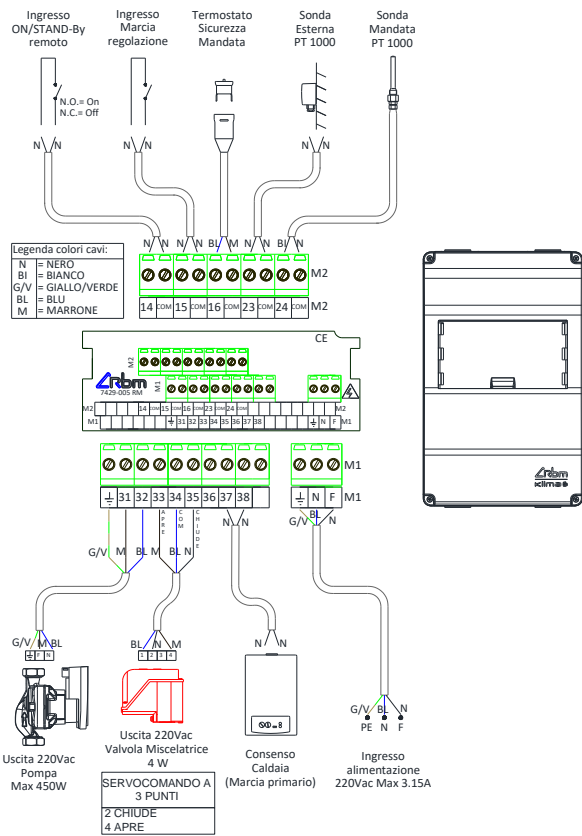 Ingresso
ON/STAND-By
remoto
Ingresso
Marcia
regolazione
Termostato
Sicurezza
Mandata
Sonda
Esterna
PT 1000
Sonda
Mandata
PT 1000
N.O.= On
N.C.= Off
N N
N N
N N
N N N N BL M N N BI N
Legenda colori cavi:
N = NERO
BI = BIANCO
G/V = GIALLO/VERDE
BL = BLU
M = MARRONE
M2
14 COM 15 COM 16 COM 23 COM 24 COM M2
CE
M2
M1
rbm
7429-005 RM
M2 14 COM 15 COM 16 COM 23 COM 24 COM M2
M1 31 32 33 34 35 36 37 38 N F M1
M1
31 32 33 34 35 36 37 38 N F M1
APRE
COM
CHIUDE
G/V M BL M BL N
N N
G/V BL N
rbm
klima
G/V M BL
F N
BL N M
1 2 3 4
N N
G/V BL N
PE N F
Uscita 220Vac
Pompa
Max 450W
Uscita 220Vac
Valvola Miscelatrice
4 W
SERVOCOMANDO A
3 PUNTI
2 CHIUDE
4 APRE
Consenso
Caldaia
(Marcia primario)
Ingresso
alimentazione
220Vac Max 3.15A